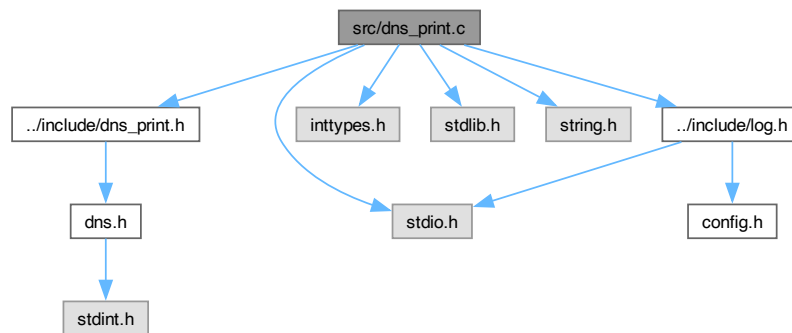 src/dns_print.c
../include/dns_print.h
inttypes.h
stdlib.h
string.h
../include/log.h
dns.h
stdio.h
config.h
stdint.h